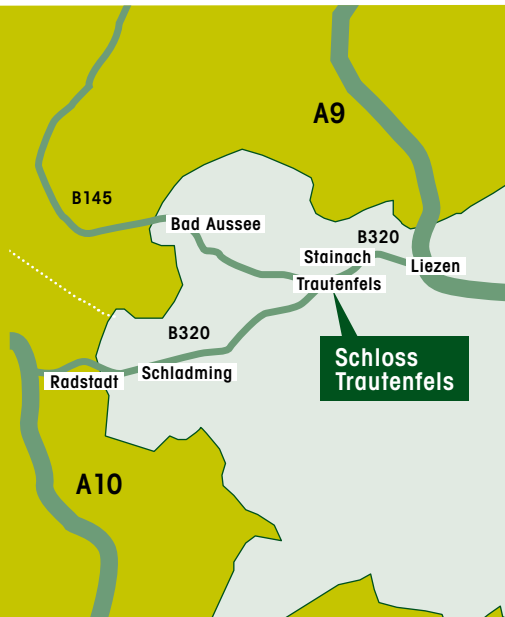 A9
B145
Bad Aussee
B320
Stainach
Liezen
Trautenfels
B320
Schloss
Trautenfels
Schladming
Radstadt
A10